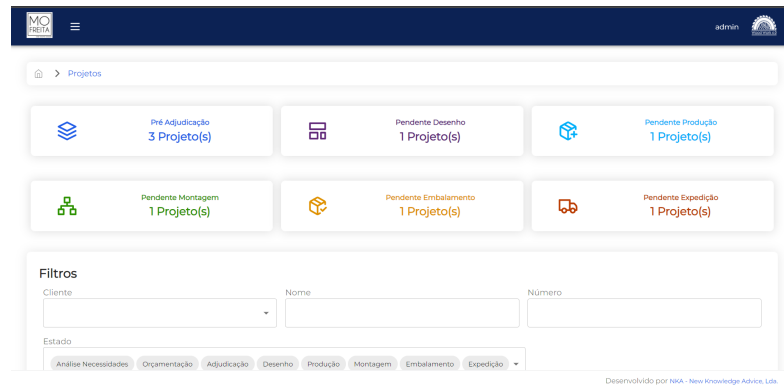 MO
FREITA
admin
Projetos
Pré Adjudicação
3 Projeto(s)
Pendente Desenho
1 Projeto(s)
Pendente Produção
1 Projeto(s)
Pendente Montagem
1 Projeto(s)
Pendente Embalamento
1 Projeto(s)
Pendente Expedição
1 Projeto(s)
Filtros
Cliente
Nome
Número
Estado
Análise Necessidades Orçamentação Adjudicação Desenho Produção Montagem Embalamento Expedição
Desenvolvido por NKA - New Knowledge Advice, Lda.